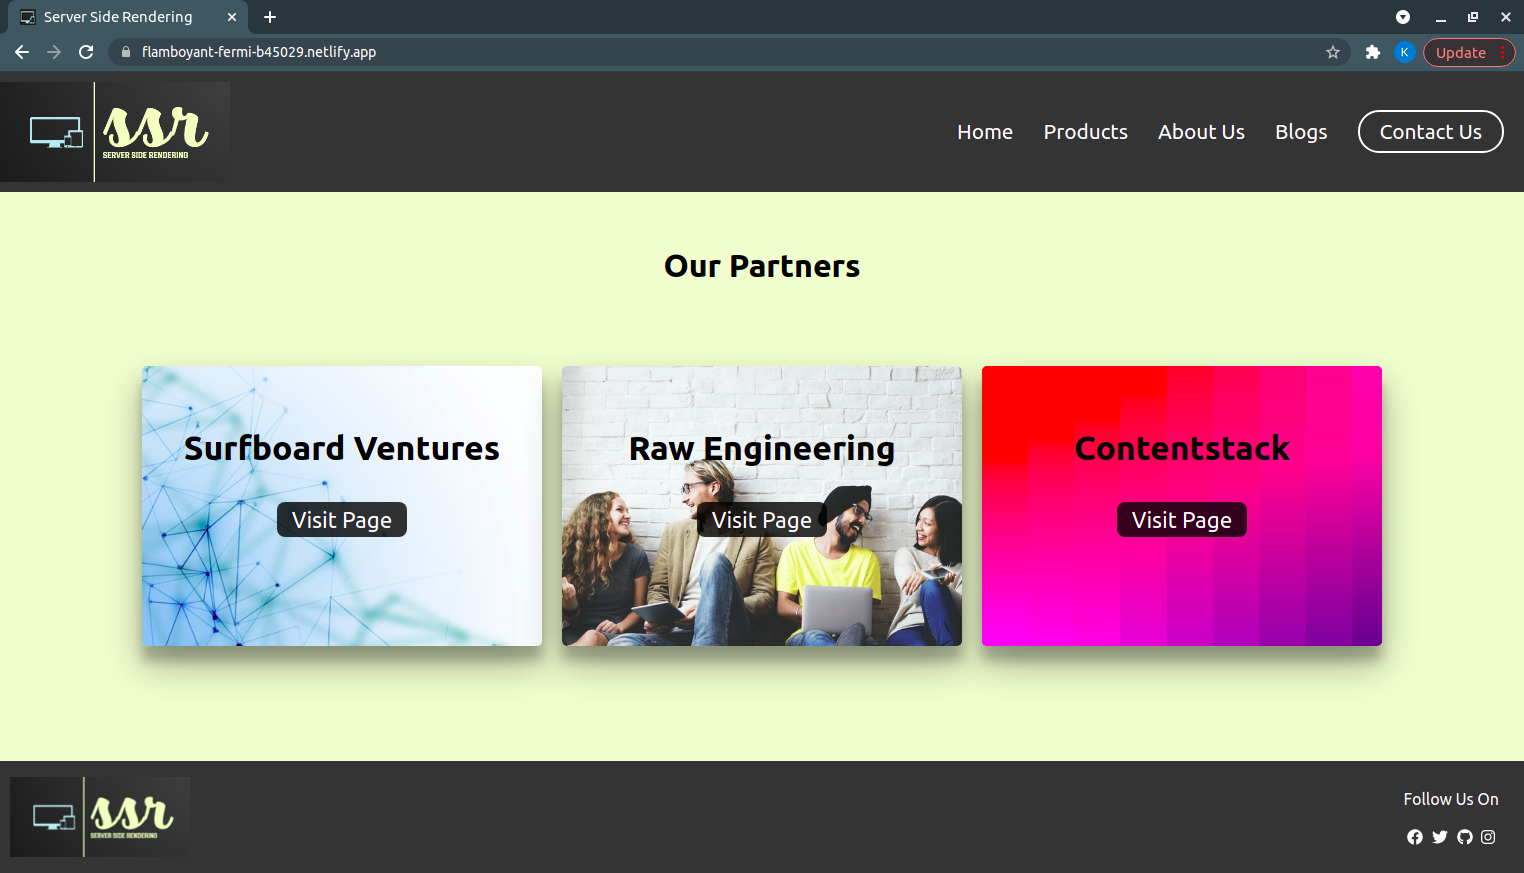 Server Side Rendering
flamboyant-fermi-b45029.netlify.app
K
Update
ssr
SERVER SIDE RENDERING
Home
Products
About Us
Blogs
Contact Us
Our Partners
Surfboard Ventures
Visit Page
Raw Engineering
Visit Page
Contentstack
Visit Page
ssr
SERVER SIDE RENDERING
Follow Us On